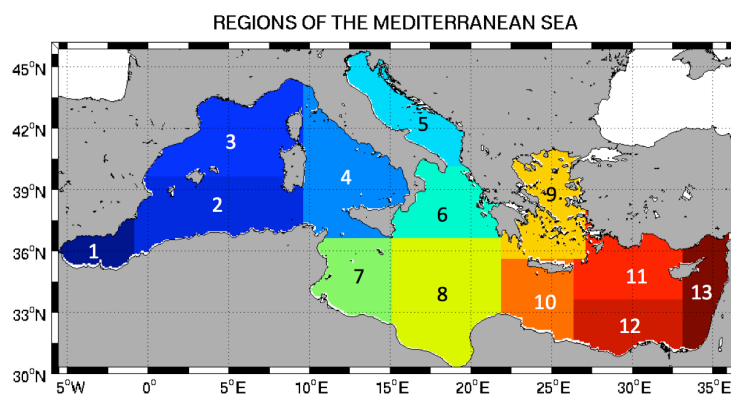 REGIONS OF THE MEDITERRANEAN SEA
45°N
42°N
39°N
36°N
33°N
30°N
5°W
0°
5°E
10°E
15°E
20°E
25°E
30°E
35°E
1
2
3
4
5
6
7
8
9
10
11
12
13